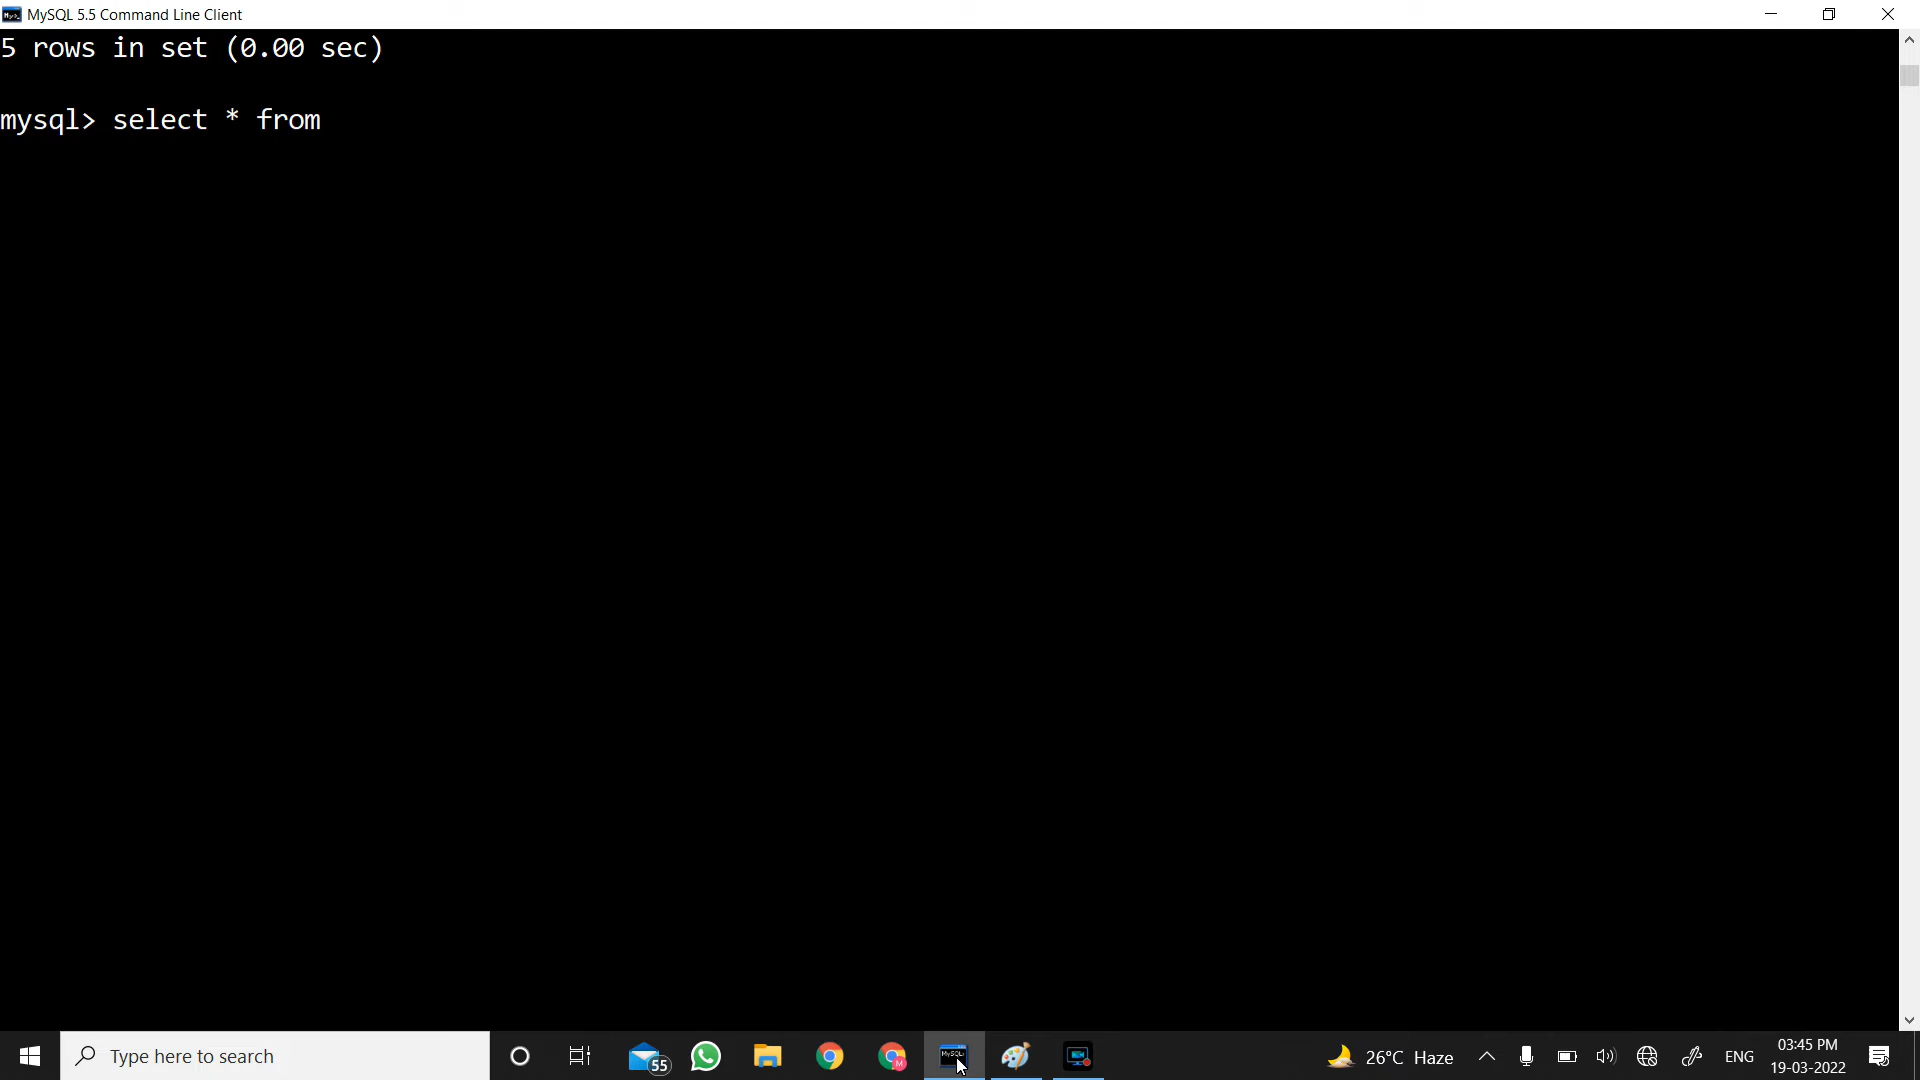 MySQL 5.5 Command Line Client
5 rows in set (0.00 sec)
mysql> select * from
Type here to search
55
26°C Haze
ENG
03:45 PM
19-03-2022